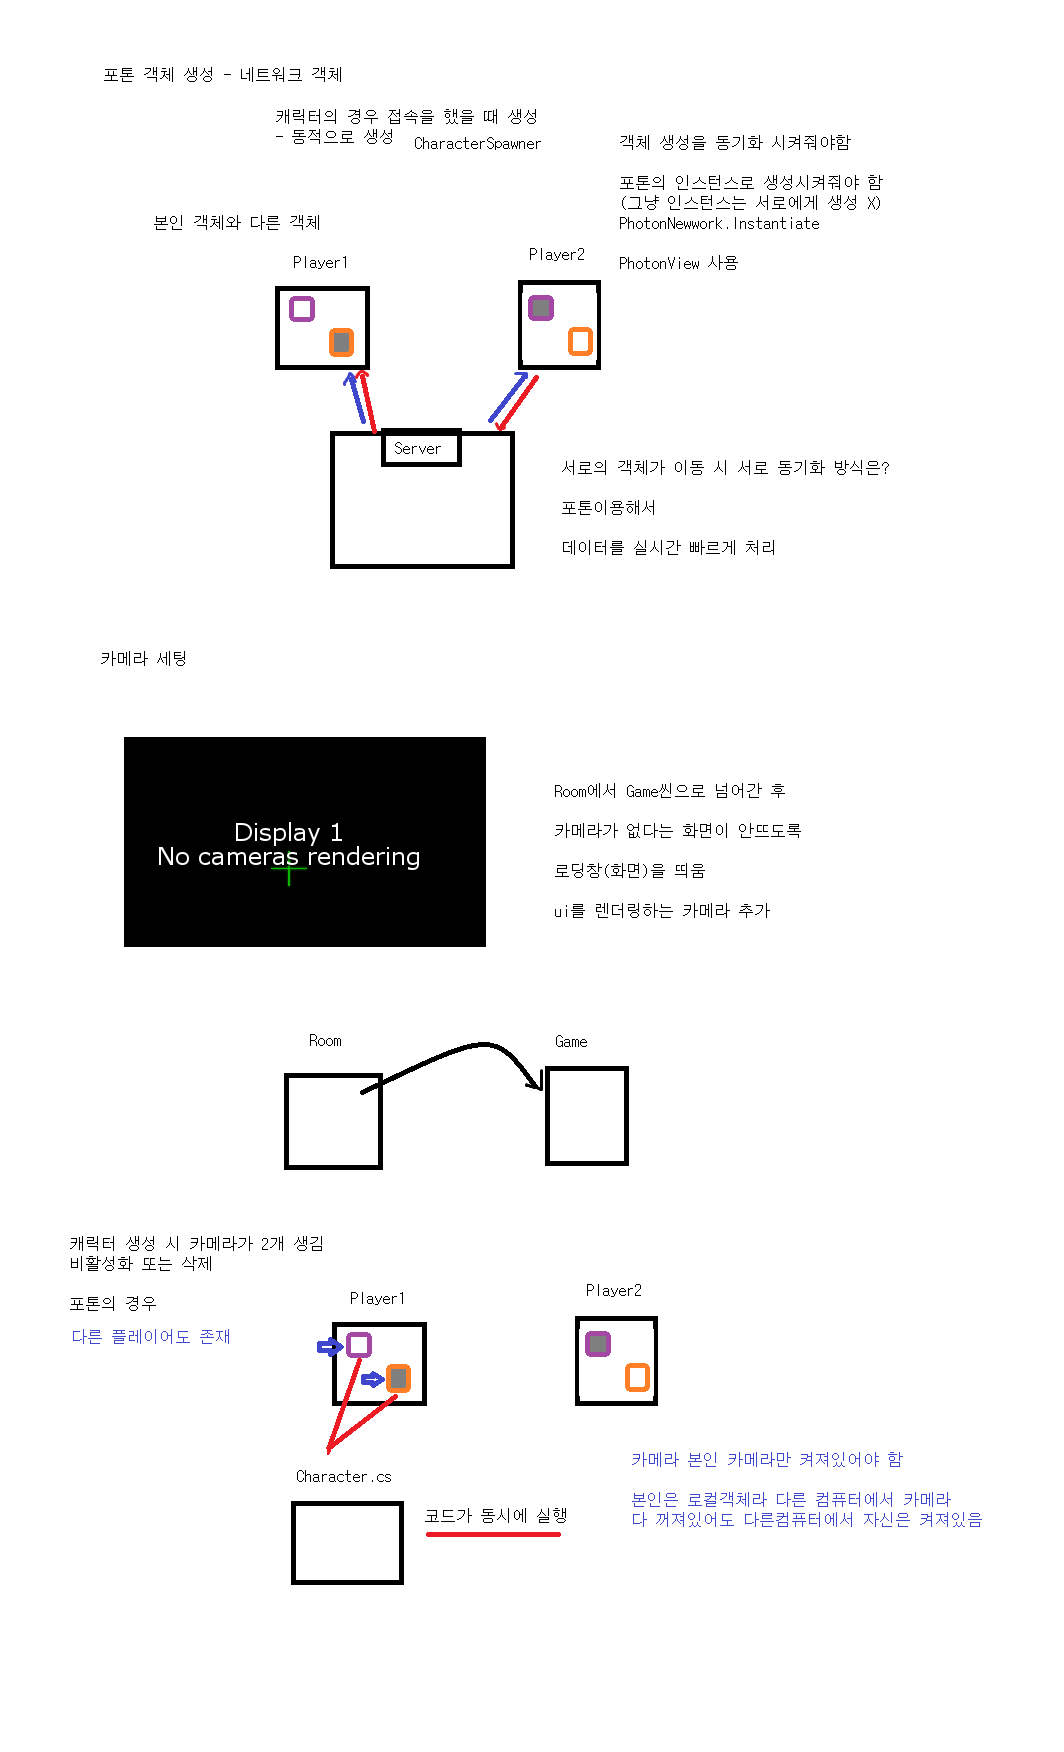 포톤 객체 생성 - 네트워크 객체
캐릭터의 경우 접속을 했을 때 생성
- 동적으로 생성
CharacterSpawner
객체 생성을 동기화 시켜줘야함
포톤의 인스턴스로 생성시켜줘야 함
(그냥 인스턴스는 서로에게 생성 X)
PhotonNewwork.Instantiate
PhotonView 사용
본인 객체와 다른 객체
Player1
Player2
Server
서로의 객체가 이동 시 서로 동기화 방식은?
포톤이용해서
데이터를 실시간 빠르게 처리
카메라 세팅
Display 1
No cameras rendering
Room에서 Game씬으로 넘어간 후
카메라가 없다는 화면이 안뜨도록
로딩창(화면)을 띄움
ui를 렌더링하는 카메라 추가
Room
Game
캐릭터 생성 시 카메라가 2개 생김
비활성화 또는 삭제
포톤의 경우
다른 플레이어도 존재
Player1
Player2
Character.cs
코드가 동시에 실행
카메라 본인 카메라만 켜져있어야 함
본인은 로컬객체라 다른 컴퓨터에서 카메라
다 꺼져있어도 다른컴퓨터에서 자신은 켜져있음